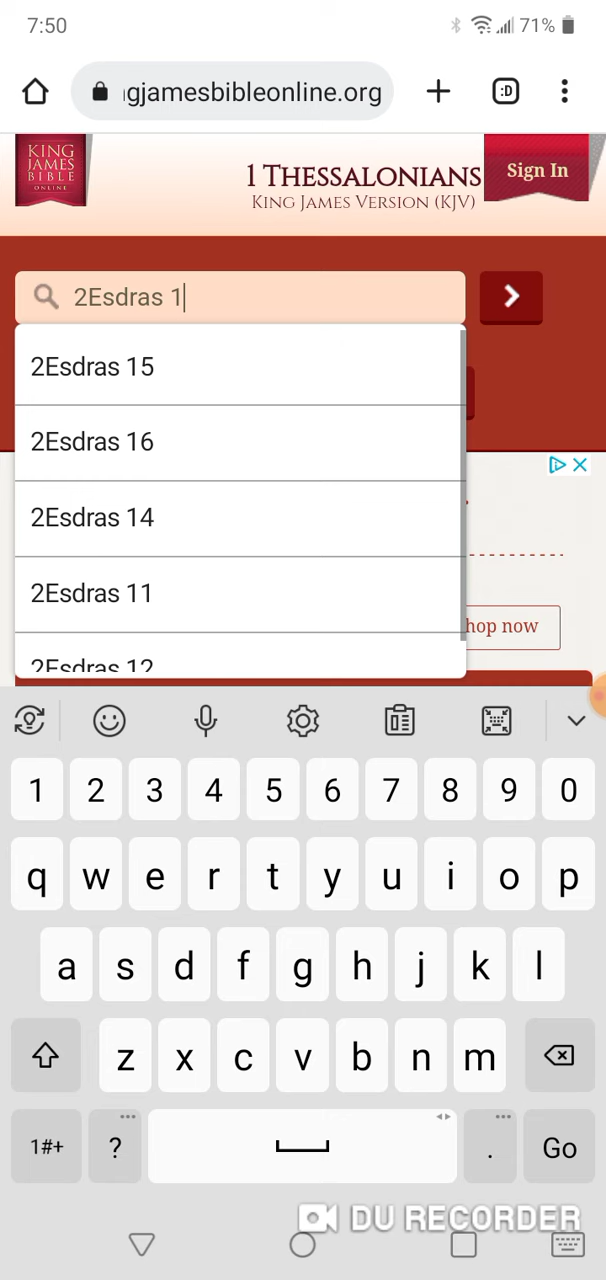 7:50 71%
gjamesbibleonline.org :D
KING
JAMES
BIBLE
ONLINE
1 THESSALONIANS
KING JAMES VERSION (KJV)
Sign In
2Esdras 1
2Esdras 15
2Esdras 16
2Esdras 14
2Esdras 11
2Esdras 12
hop now
1 2 3 4 5 6 7 8 9 0
q w e r t y u i o p
a s d f g h j k l
z x c v b n m
1#+ ? . Go
DU RECORDER